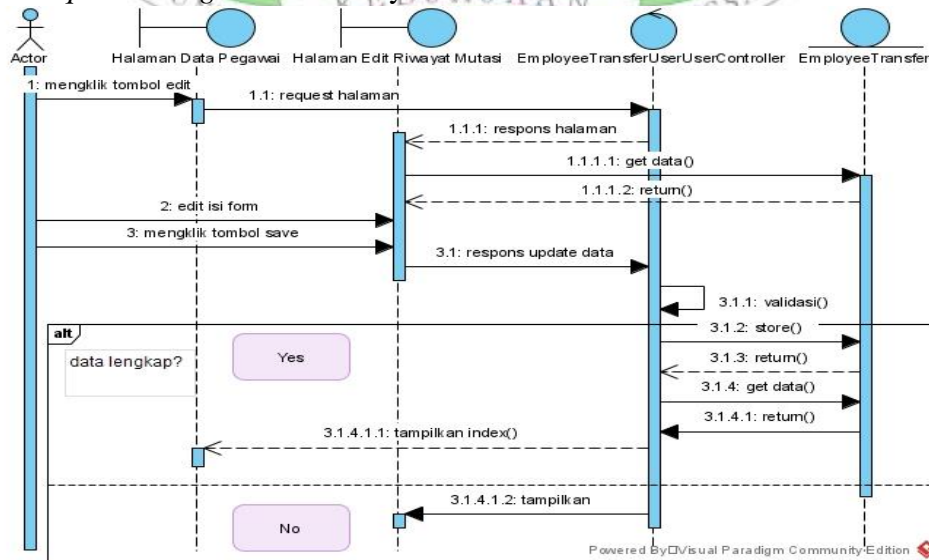 Actor
Halaman Data Pegawai
Halaman Edit Riwayat Mutasi
EmployeeTransferUserUserController
EmployeeTransfer
1: mengklik tombol edit
1.1: request halaman
1.1.1: respons halaman
1.1.1.1: get data()
1.1.1.2: return()
2: edit isi form
3: mengklik tombol save
3.1: respons update data
3.1.1: validasi()
alt
3.1.2: store()
data lengkap?
Yes
3.1.3: return()
3.1.4: get data()
3.1.4.1: return()
3.1.4.1.1: tampilkan index()
3.1.4.1.2: tampilkan
No
Powered By Visual Paradigm Community Edition